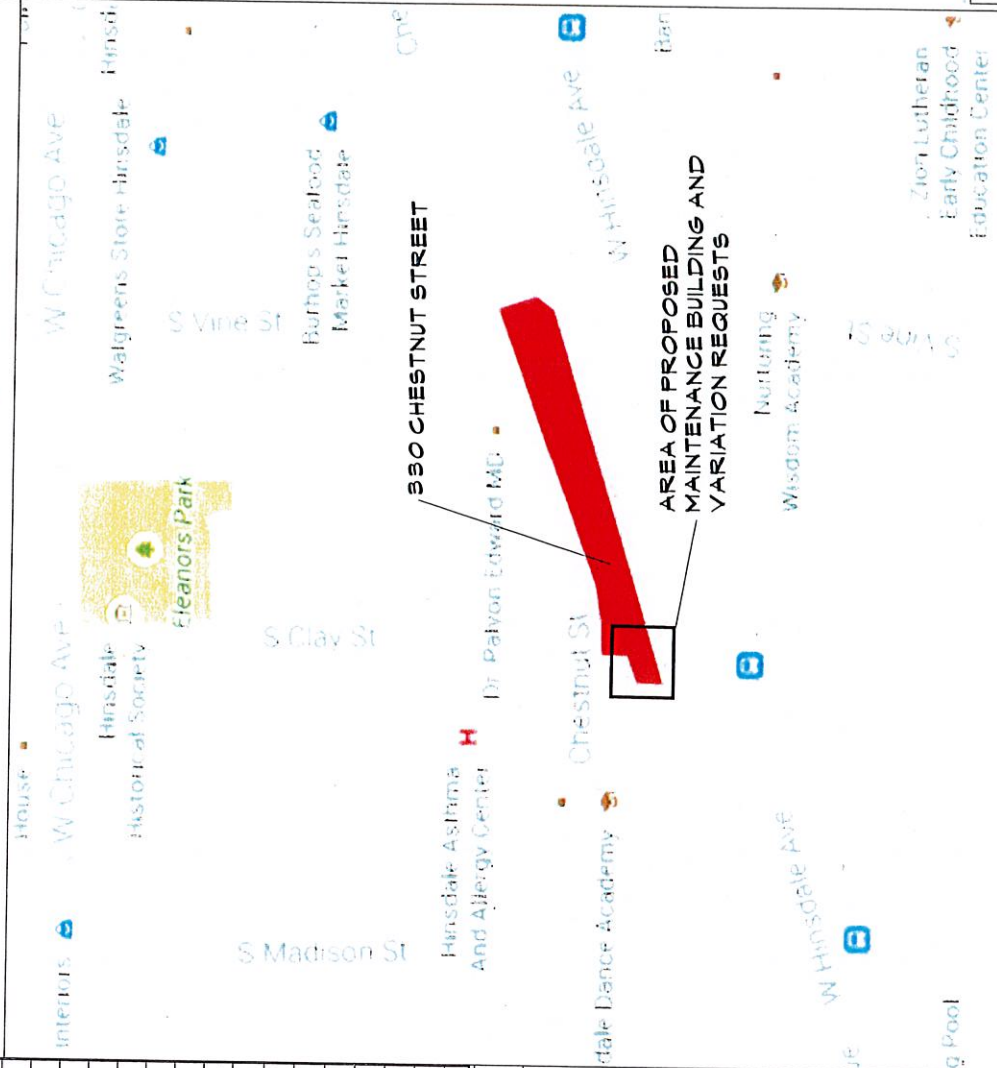 House
W Chicago Ave
W Chicago Ave
Interiors
Hinsdale
Historical Society
Eleanors Park
Walgreens Store Hinsdale
S Vine St
Burhop's Seafood
Market Hinsdale
S Clay St
S Madison St
Hinsdale Asthma
And Allergy Center
H
330 CHESTNUT STREET
Chestnut St
dale Dance Academy
W Hinsdale Ave
AREA OF PROPOSED
MAINTENANCE BUILDING AND
VARIATION REQUESTS
Nurturing
Wisdom Academy
S Vine St
W Hinsdale Ave
Zion Lutheran
Early Childhood
Education Center
g Pool